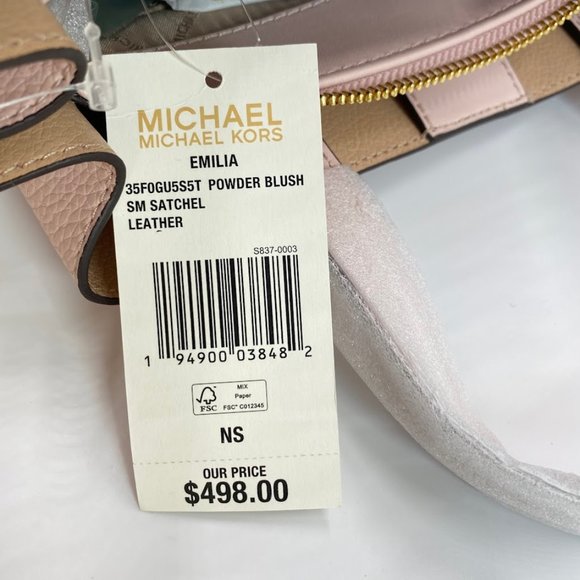 MICHAEL
MICHAEL KORS
EMILIA
35F0GU5S5T POWDER BLUSH
SM SATCHEL
LEATHER
S837-0003
1 94900 03848 2
FSC
MIX
Paper
FSC® C012345
NS
OUR PRICE
$498.00